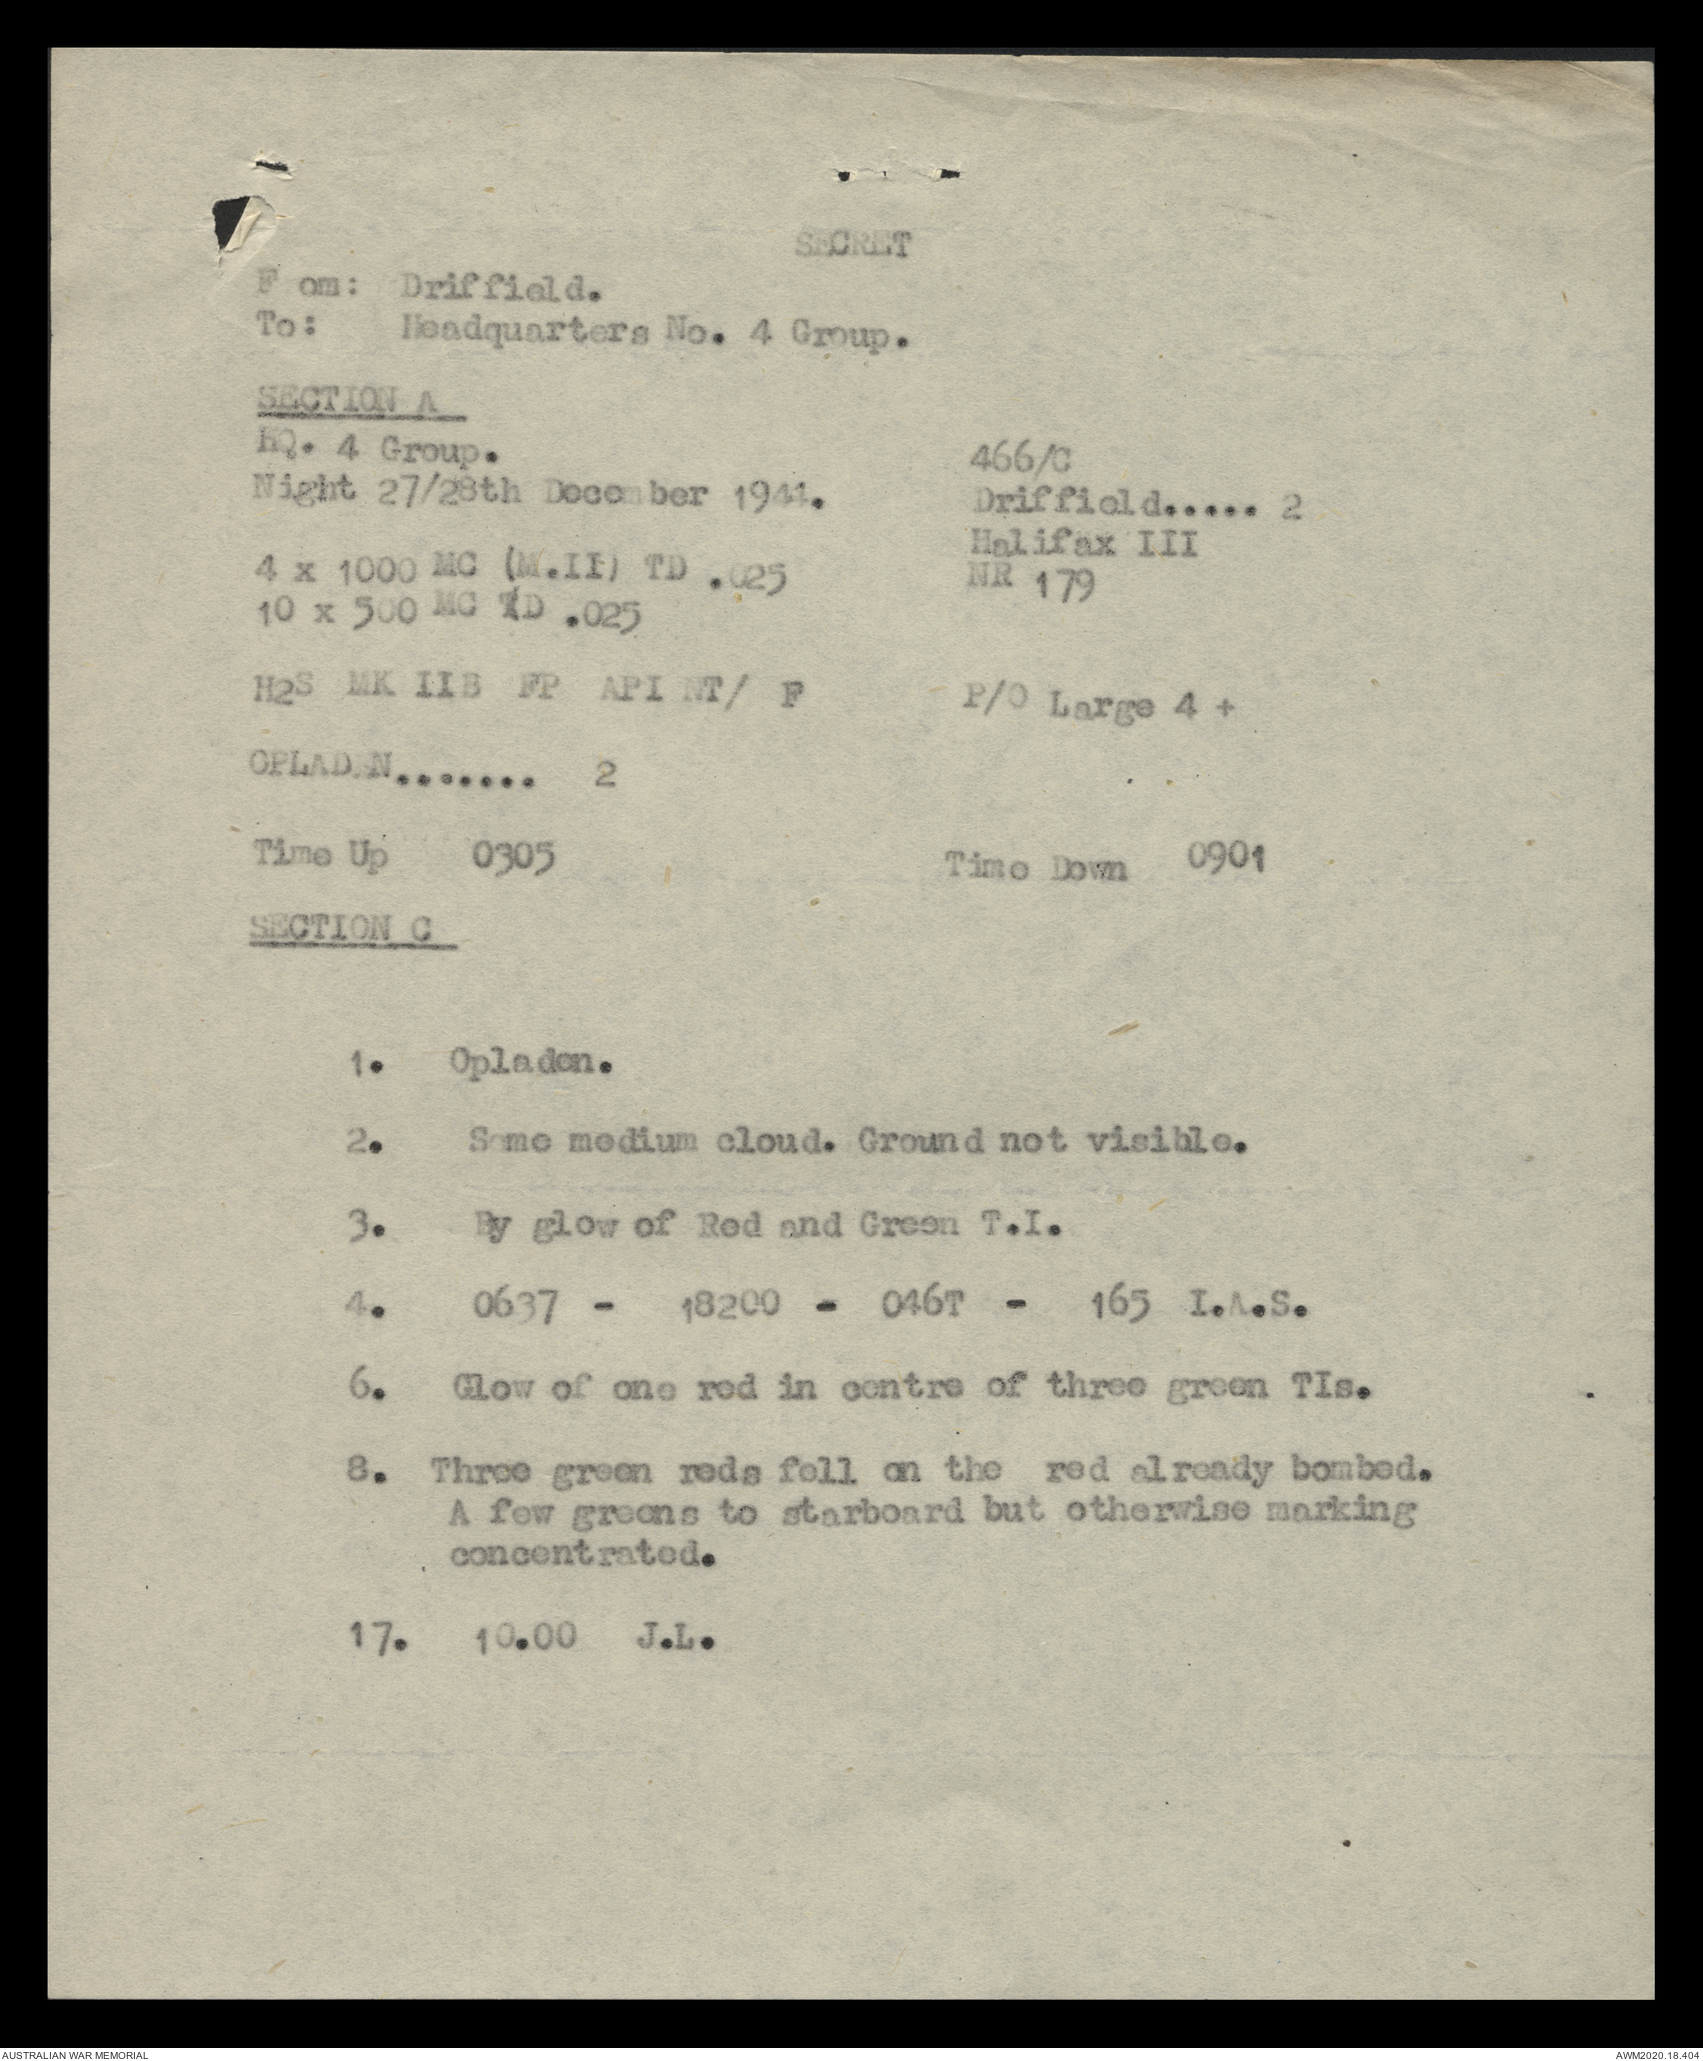 SECRET
F om: Driffield.
To: Headquarters No. 4 Group.
SECTION A
HQ. 4 Group.
Night 27/28th December 1944.
466/C
Driffield..... 2
Halifax III
NR 179
4 x 1000 MC (M.II) TD .025
10 x 500 MC TD .025
H2S MK IIB FP API NT/ F
P/O Large 4 +
OPLADEN....... 2
Time Up 0305
Time Down 0901
SECTION C
1. Opladen.
2. Some medium cloud. Ground not visible.
3. By glow of Red and Green T.I.
4. 0637 - 18200 - 046T - 165 I.A.S.
6. Glow of one red in centre of three green TIs.
8. Three green reds fell on the red already bombed.
A few greens to starboard but otherwise marking
concentrated.
17. 10.00 J.L.
AUSTRALIAN WAR MEMORIAL
AWM2020.18.404